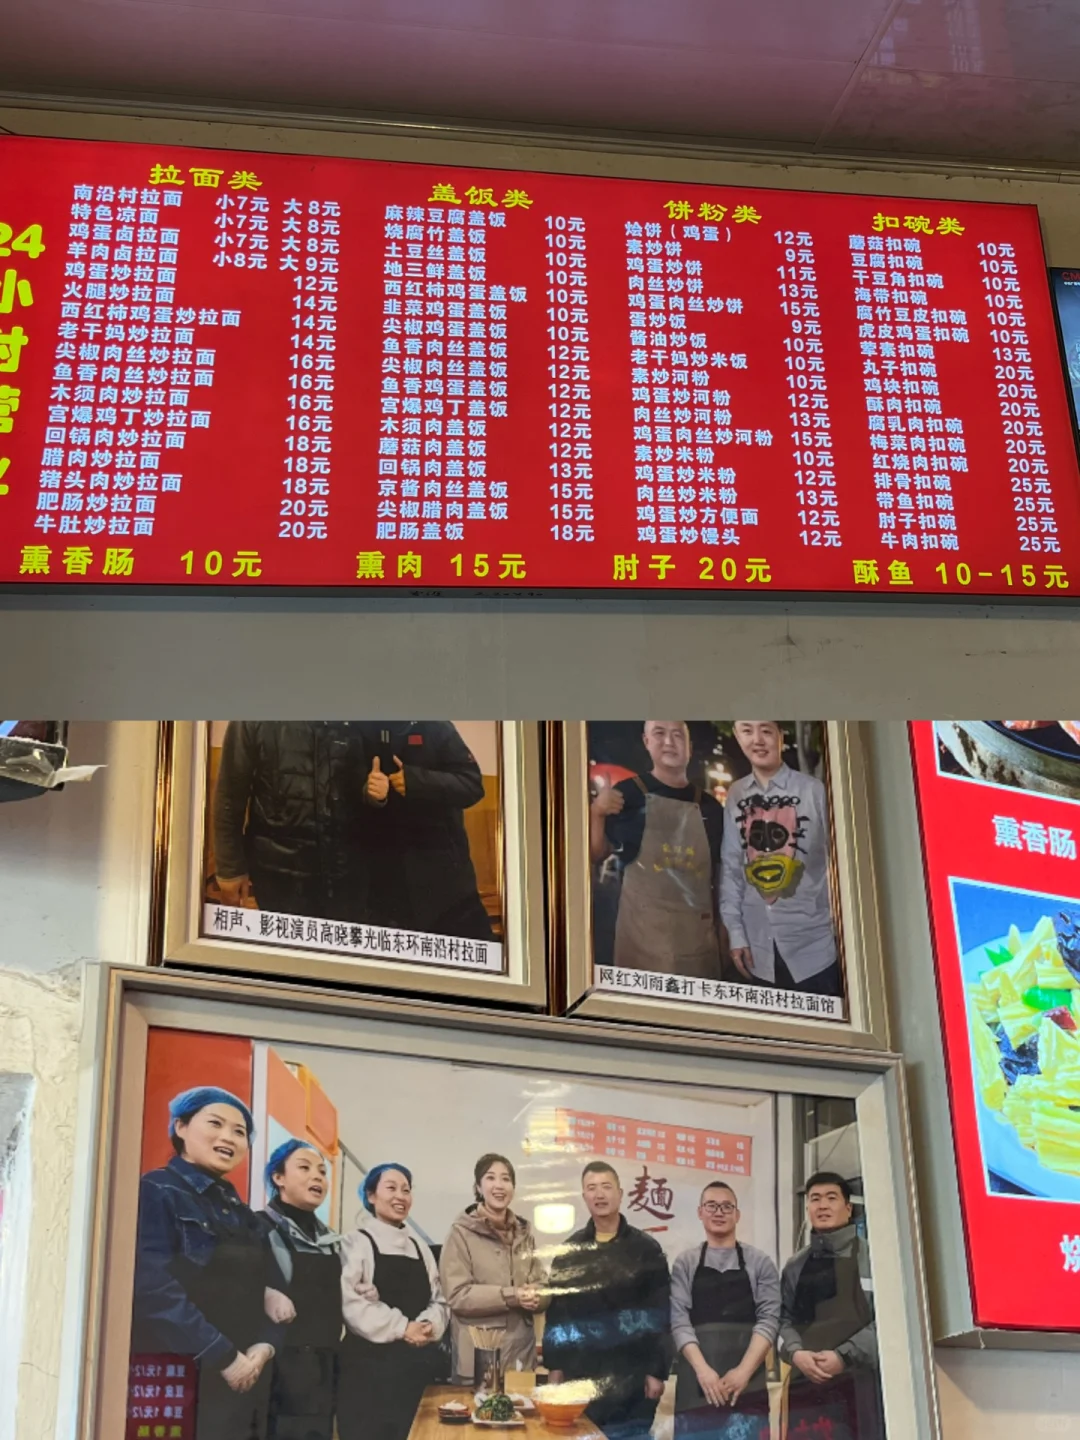 24
小
时
营
业
拉面类
南沿村拉面 小7元 大8元
特色凉面 小7元 大8元
鸡蛋卤拉面 小7元 大8元
羊肉卤拉面 小8元 大9元
鸡蛋炒拉面 12元
火腿炒拉面 14元
西红柿鸡蛋炒拉面 14元
老干妈炒拉面 14元
尖椒肉丝炒拉面 16元
鱼香肉丝炒拉面 16元
木须肉炒拉面 16元
宫爆鸡丁炒拉面 16元
回锅肉炒拉面 18元
腊肉炒拉面 18元
猪头肉炒拉面 18元
肥肠炒拉面 20元
牛肚炒拉面 20元
盖饭类
麻辣豆腐盖饭 10元
烧腐竹盖饭 10元
土豆丝盖饭 10元
地三鲜盖饭 10元
西红柿鸡蛋盖饭 10元
韭菜鸡蛋盖饭 10元
尖椒鸡蛋盖饭 10元
鱼香肉丝盖饭 12元
尖椒肉丝盖饭 12元
鱼香鸡蛋盖饭 12元
宫爆鸡丁盖饭 12元
木须肉盖饭 12元
蘑菇肉盖饭 12元
回锅肉盖饭 13元
京酱肉丝盖饭 15元
尖椒腊肉盖饭 15元
肥肠盖饭 18元
饼粉类
烩饼（鸡蛋） 12元
素炒饼 9元
鸡蛋炒饼 11元
肉丝炒饼 13元
鸡蛋肉丝炒饼 15元
蛋炒饭 9元
酱油炒饭 10元
老干妈炒米饭 10元
素炒河粉 10元
鸡蛋炒河粉 12元
肉丝炒河粉 13元
鸡蛋肉丝炒河粉 15元
素炒米粉 10元
鸡蛋炒米粉 12元
肉丝炒米粉 13元
鸡蛋炒方便面 12元
鸡蛋炒馒头 12元
扣碗类
蘑菇扣碗 10元
豆腐扣碗 10元
干豆角扣碗 10元
海带扣碗 10元
腐竹豆皮扣碗 10元
虎皮鸡蛋扣碗 10元
荤素扣碗 13元
丸子扣碗 20元
鸡块扣碗 20元
酥肉扣碗 20元
腐乳肉扣碗 20元
梅菜肉扣碗 20元
红烧肉扣碗 20元
排骨扣碗 25元
带鱼扣碗 25元
肘子扣碗 25元
牛肉扣碗 25元
熏香肠 10元 熏肉 15元 肘子 20元 酥鱼 10-15元
相声、影视演员高晓攀光临东环南沿村拉面
网红刘雨鑫打卡东环南沿村拉面馆
熏香肠
麺